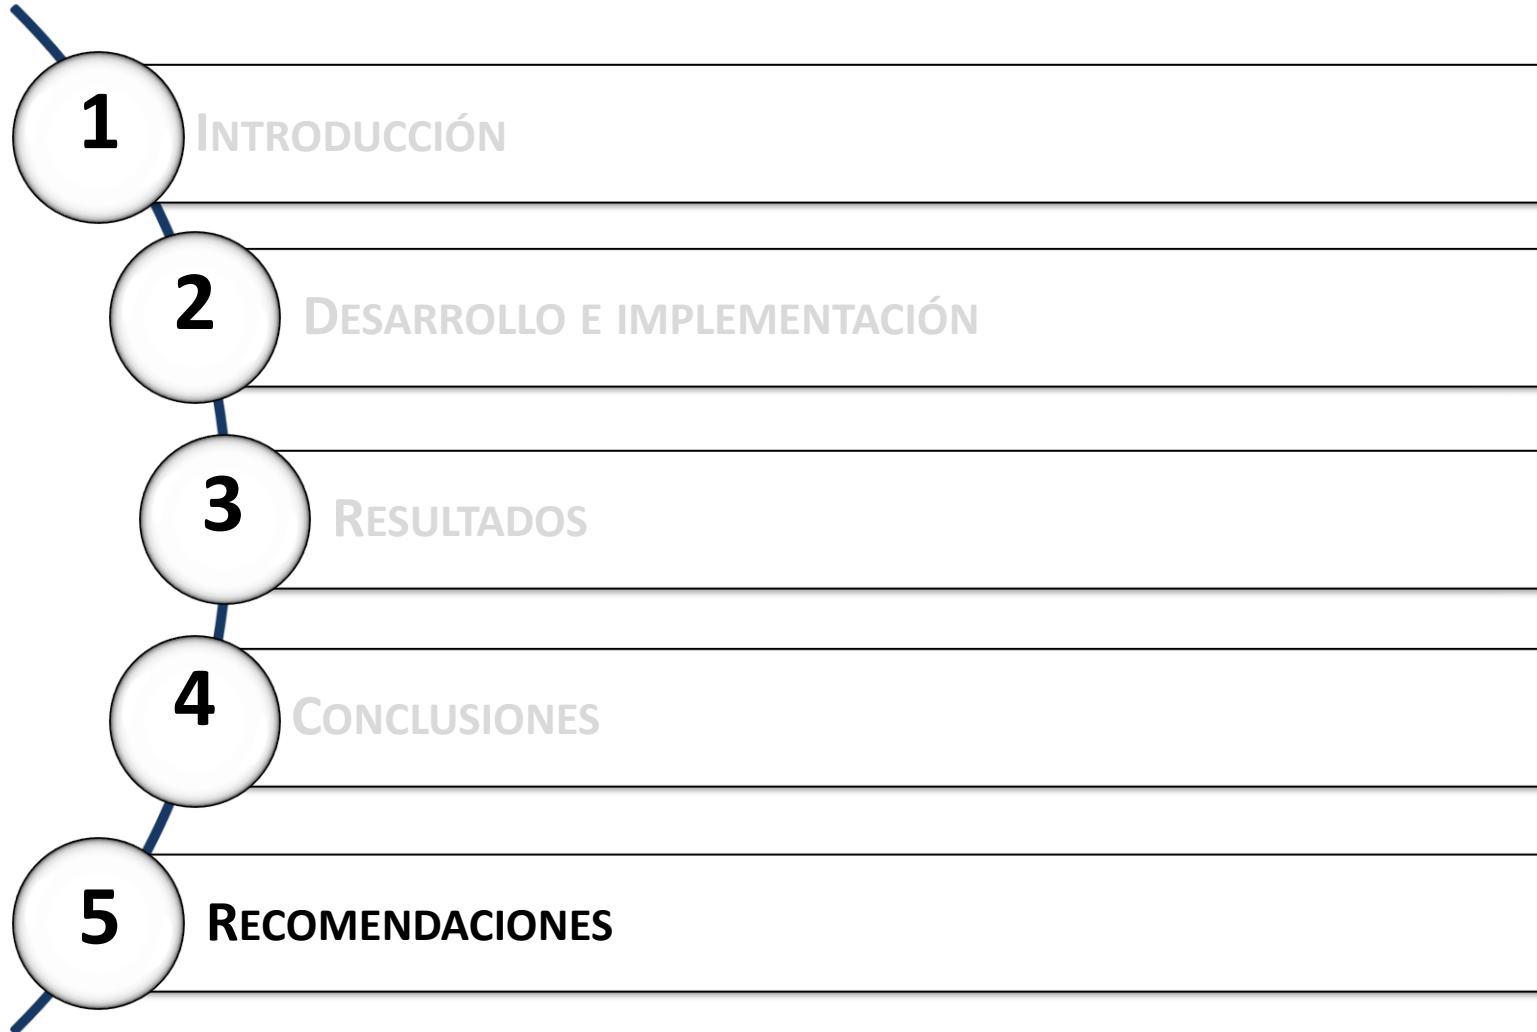 1
INTRODUCCIÓN
2
DESARROLLO E IMPLEMENTACIÓN
3
RESULTADOS
4
CONCLUSIONES
5
RECOMENDACIONES